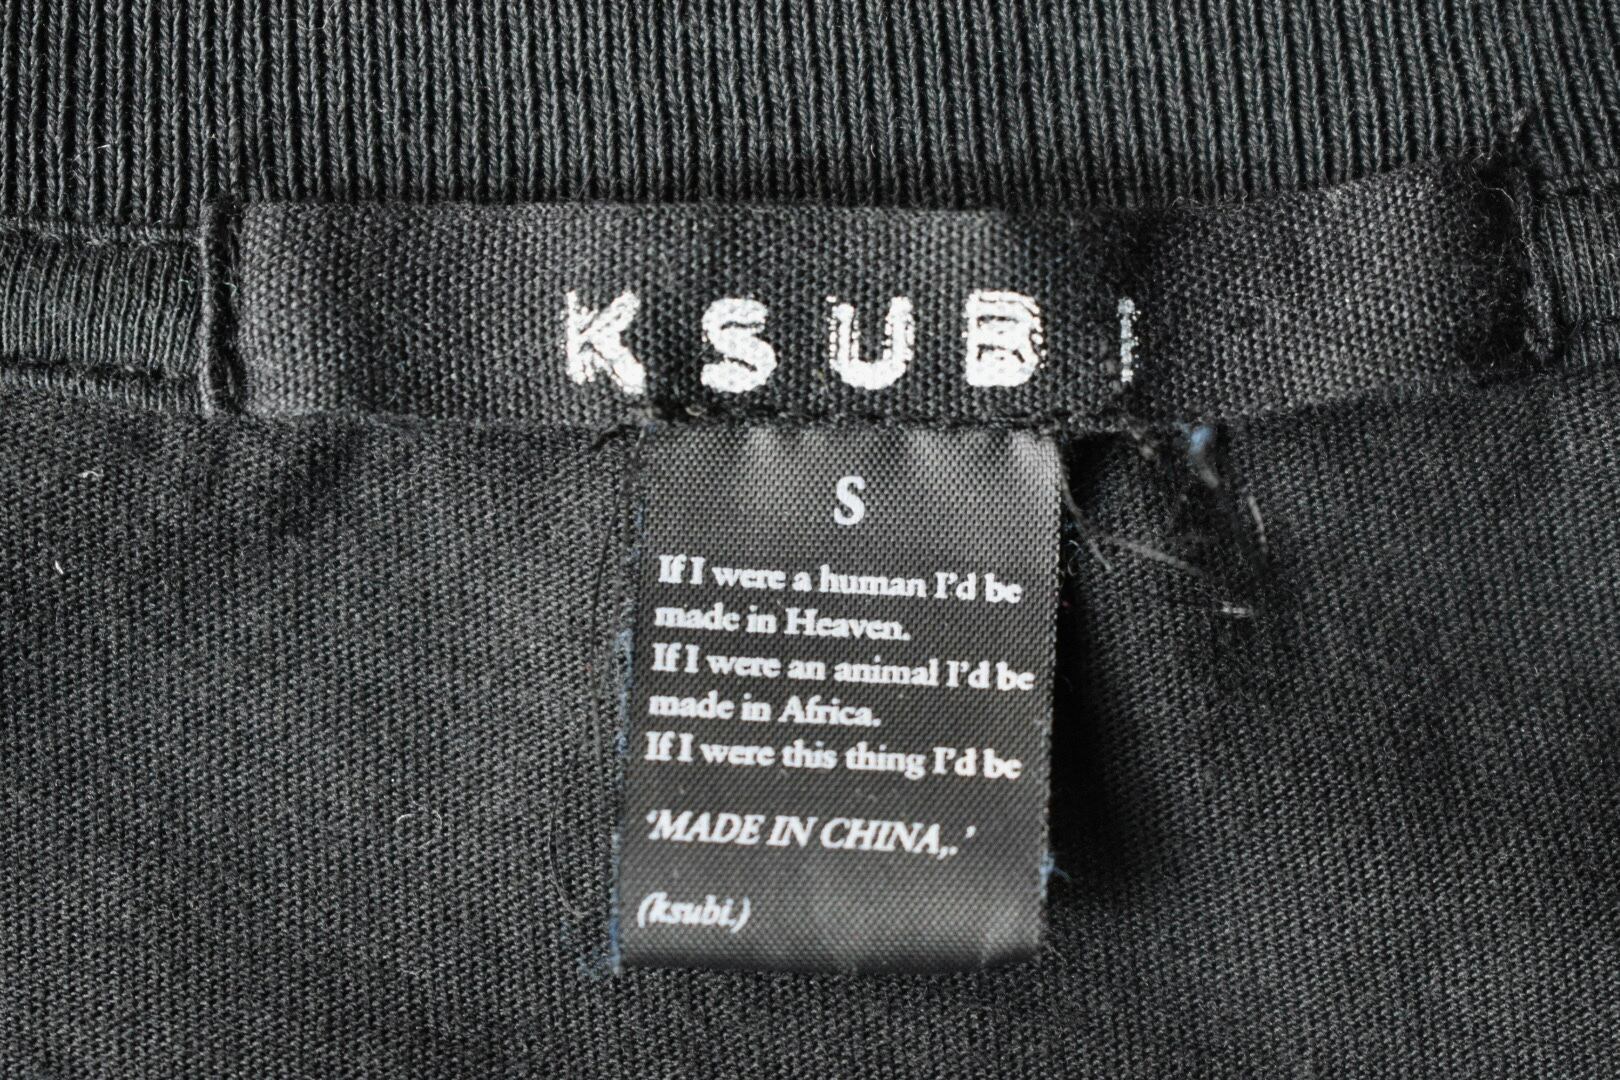 KSUBI
S
If I were a human I'd be
made in Heaven.
If I were an animal I'd be
made in Africa.
If I were this thing I'd be
'MADE IN CHINA,.'
(ksubi.)